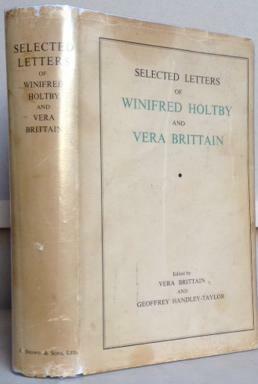 SELECTED
LETTERS
OF
WINIFRED
HOLTBY
AND
VERA
BRITTAIN
Brown & Sons, Ltd.
SELECTED LETTERS
OF
WINIFRED HOLTBY
AND
VERA BRITTAIN
Edited by
VERA BRITTAIN
AND
GEOFFREY HANDLEY-TAYLOR